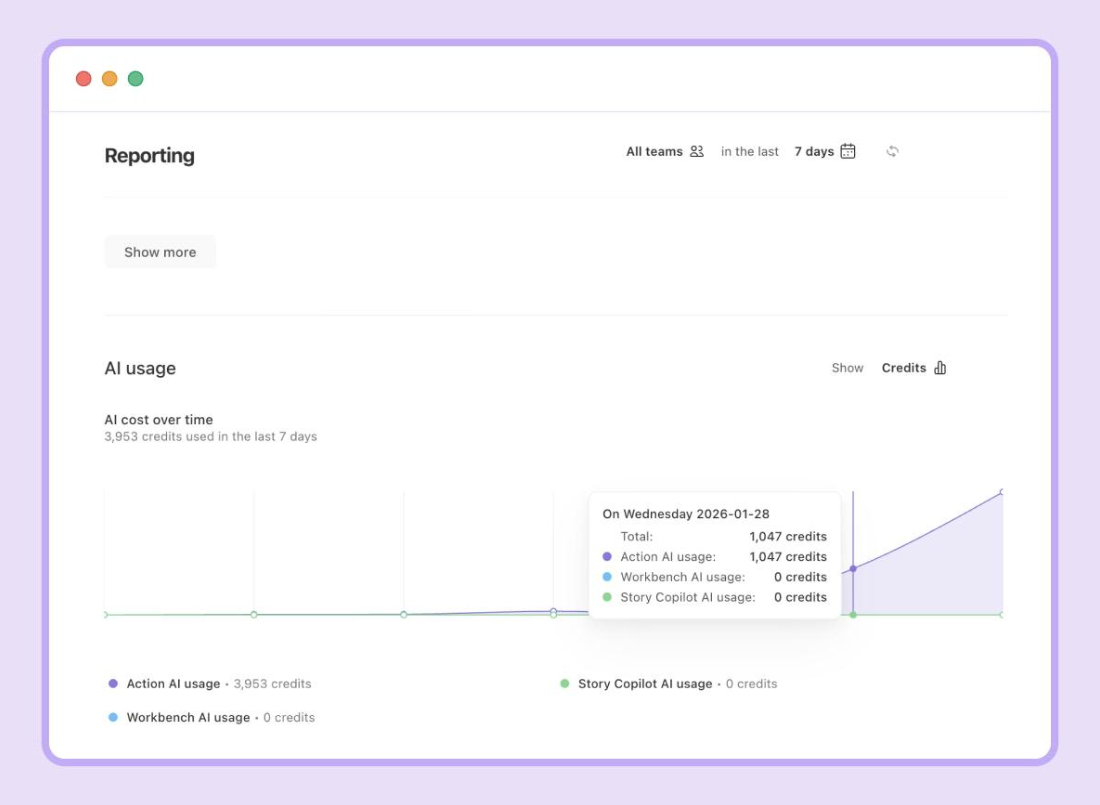 Reporting
All teams in the last 7 days
Show more
AI usage
Show Credits
AI cost over time
3,953 credits used in the last 7 days
On Wednesday 2026-01-28
Total: 1,047 credits
Action AI usage: 1,047 credits
Workbench AI usage: 0 credits
Story Copilot AI usage: 0 credits
Action AI usage • 3,953 credits
Story Copilot AI usage • 0 credits
Workbench AI usage • 0 credits